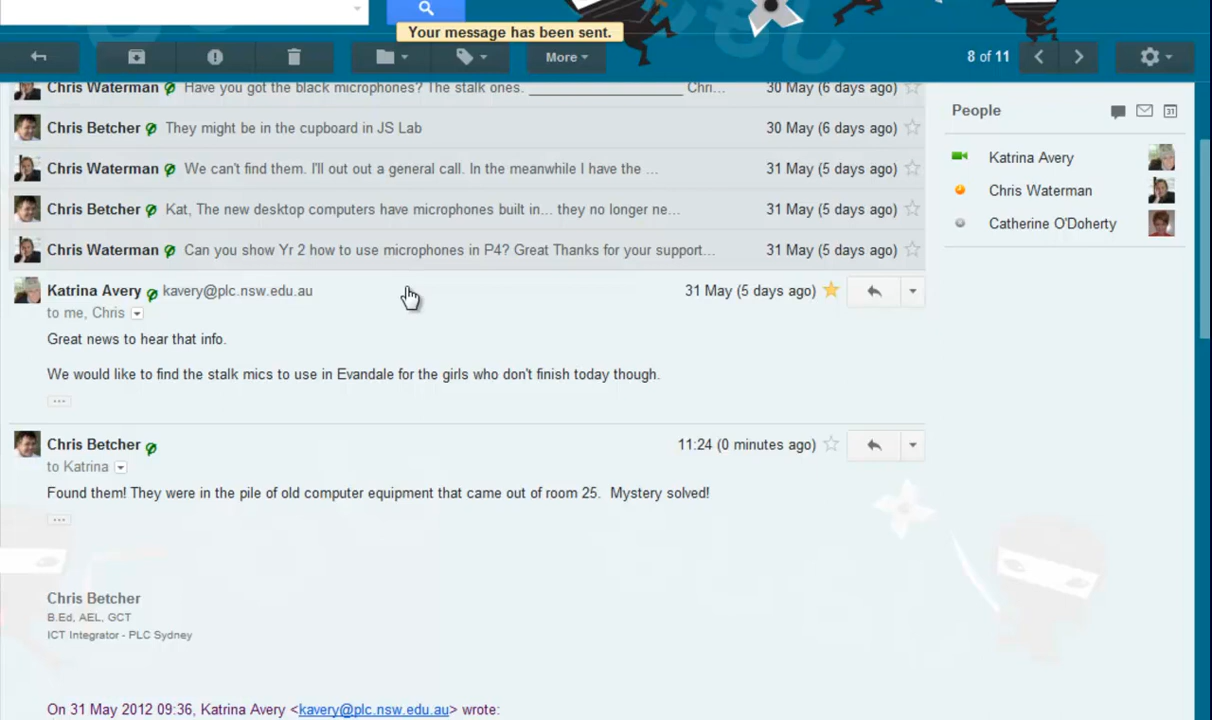 Your message has been sent.
More
8 of 11
Chris Waterman Have you got the black microphones? The stalk ones. ______________________ Chri... 30 May (6 days ago)
Chris Betcher They might be in the cupboard in JS Lab 30 May (6 days ago)
Chris Waterman We can't find them. I'll out out a general call. In the meanwhile I have the ... 31 May (5 days ago)
Chris Betcher Kat, The new desktop computers have microphones built in... they no longer ne... 31 May (5 days ago)
Chris Waterman Can you show Yr 2 how to use microphones in P4? Great Thanks for your support... 31 May (5 days ago)
Katrina Avery kavery@plc.nsw.edu.au 31 May (5 days ago)
to me, Chris
Great news to hear that info.
We would like to find the stalk mics to use in Evandale for the girls who don't finish today though.
...
Chris Betcher 11:24 (0 minutes ago)
to Katrina
Found them! They were in the pile of old computer equipment that came out of room 25. Mystery solved!
...
Chris Betcher
B.Ed, AEL, GCT
ICT Integrator - PLC Sydney
On 31 May 2012 09:36, Katrina Avery <kavery@plc.nsw.edu.au> wrote:
People
31
Katrina Avery
Chris Waterman
Catherine O'Doherty